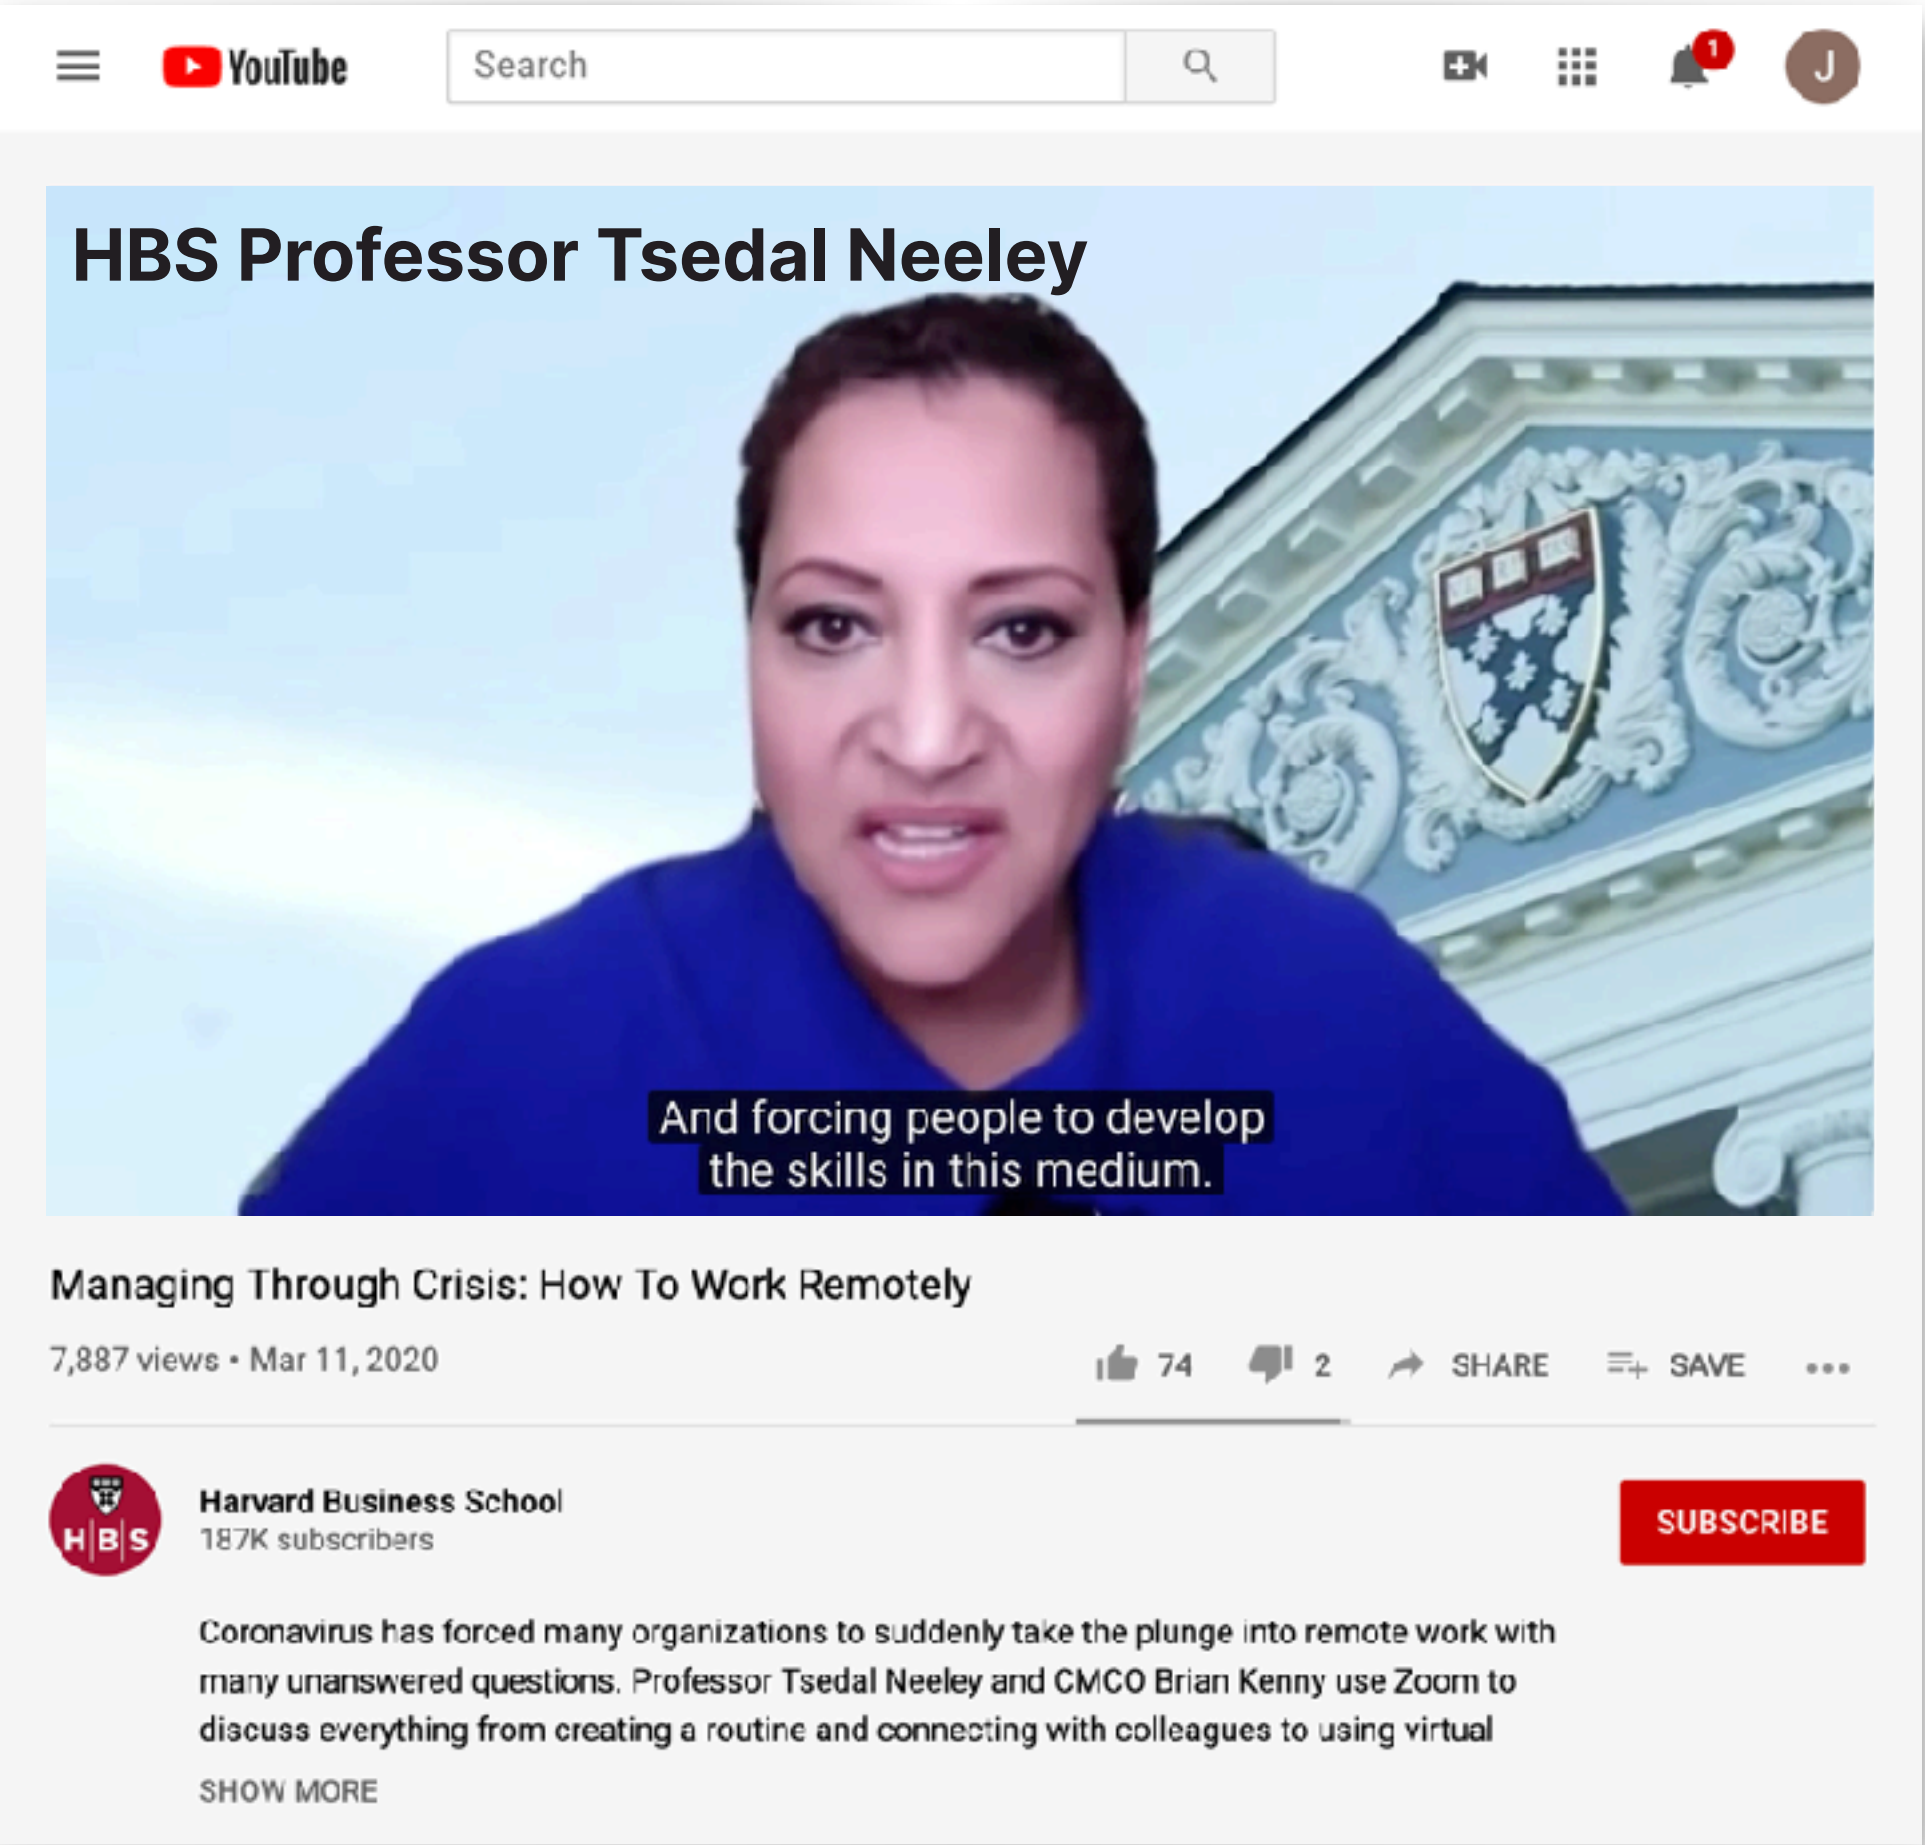 YouTube
Search
1
J
HBS Professor Tsedal Neeley
And forcing people to develop
the skills in this medium.
Managing Through Crisis: How To Work Remotely
7,887 views • Mar 11, 2020
74
2
SHARE
SAVE
H|B|S
Harvard Business School
187K subscribers
SUBSCRIBE
Coronavirus has forced many organizations to suddenly take the plunge into remote work with
many unanswered questions. Professor Tsedal Neeley and CMCO Brian Kenny use Zoom to
discuss everything from creating a routine and connecting with colleagues to using virtual
SHOW MORE